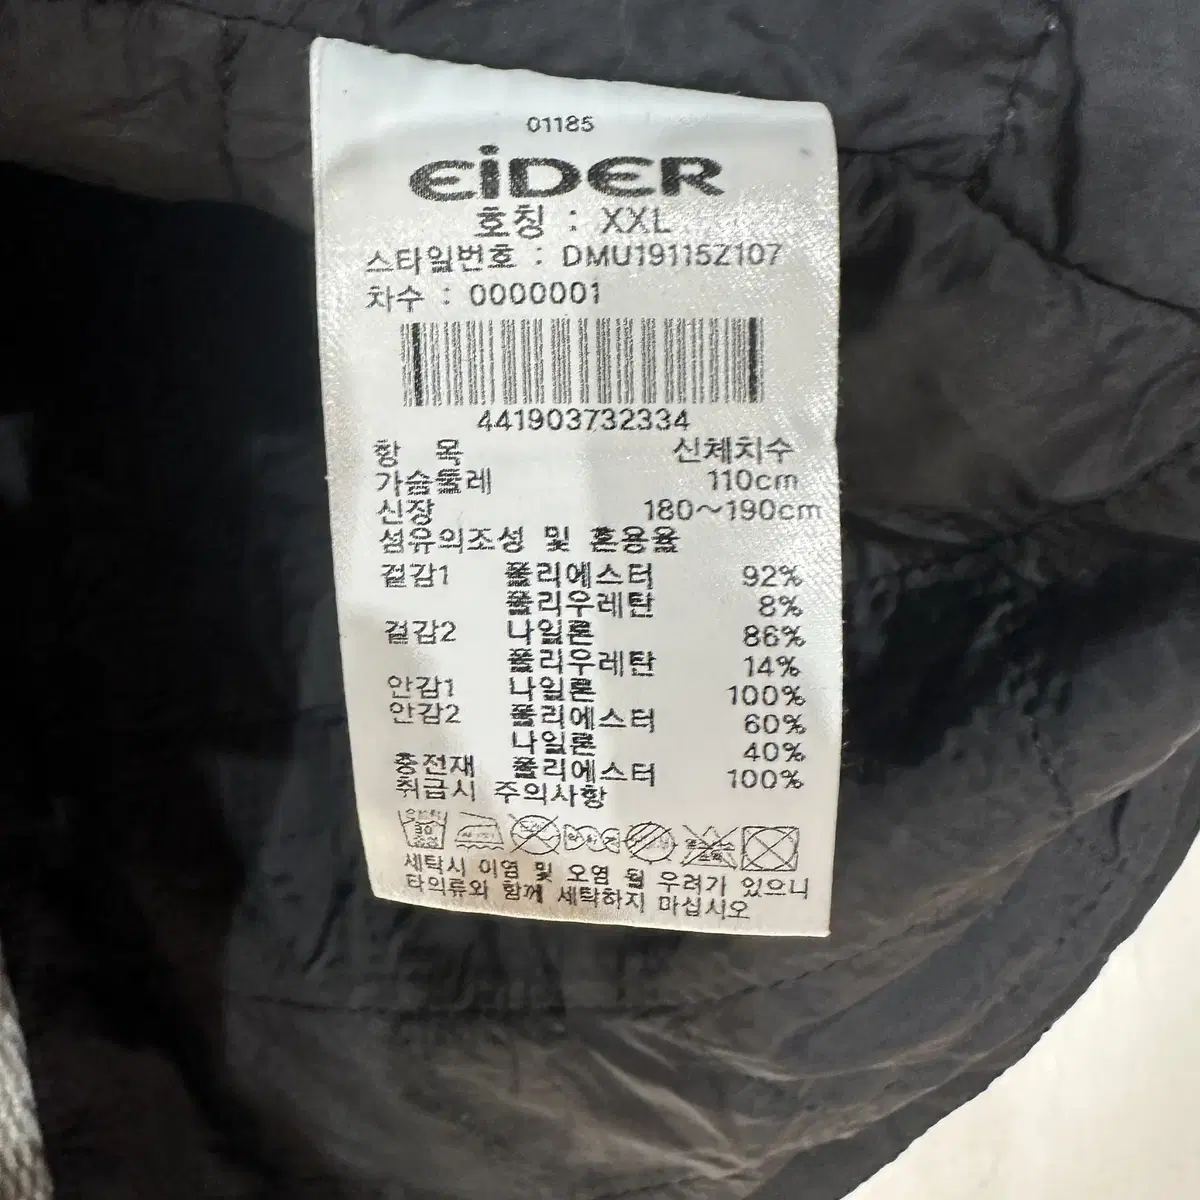 01185
EiDER
호칭 : XXL
스타일번호 : DMU19115Z107
차수 : 0000001
441903732334
항 목 신체치수
가슴둘레 110cm
신장 180~190cm
섬유의조성 및 혼용율
겉감1 폴리에스터 92%
폴리우레탄 8%
겉감2 나일론 86%
폴리우레탄 14%
안감1 나일론 100%
안감2 폴리에스터 60%
나일론 40%
충전재 폴리에스터 100%
취급시 주의사항
30
세탁시 이염 및 오염 될 우려가 있으니
타의류와 함께 세탁하지 마십시오